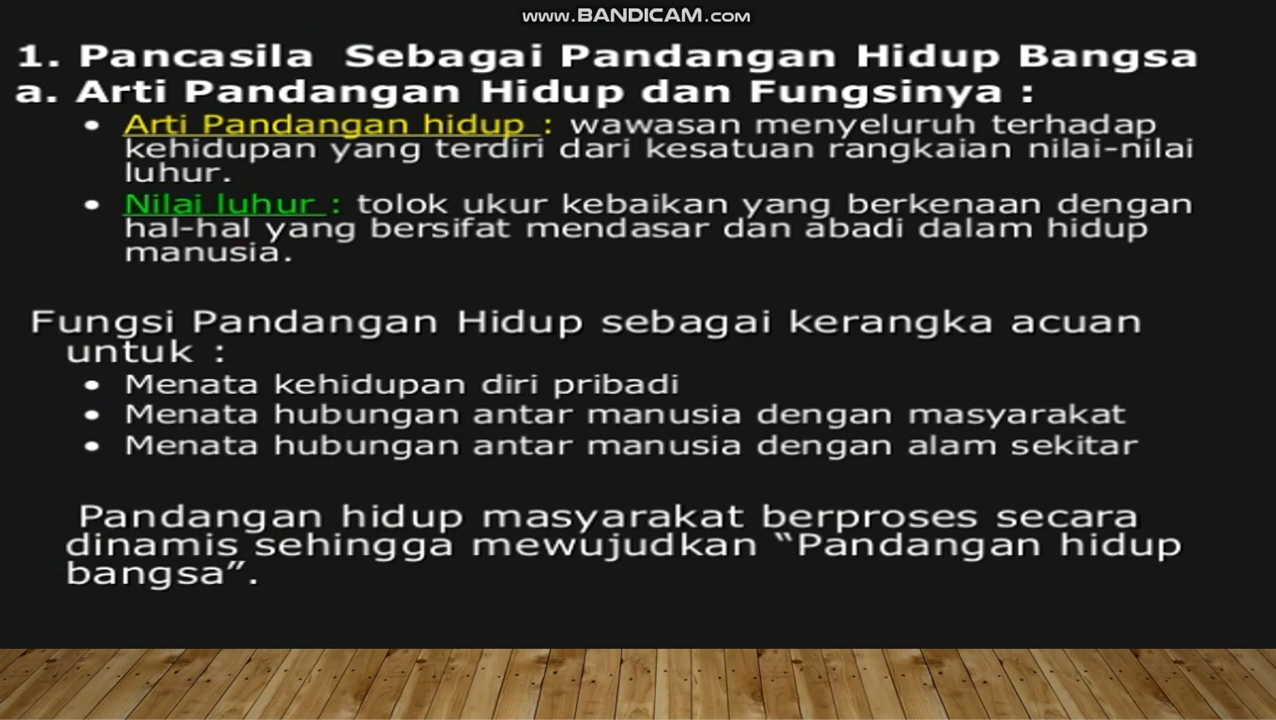 www.BANDICAM.com
1. Pancasila Sebagai Pandangan Hidup Bangsa
a. Arti Pandangan Hidup dan Fungsinya :
• Arti Pandangan hidup : wawasan menyeluruh terhadap
kehidupan yang terdiri dari kesatuan rangkaian nilai-nilai
luhur.
• Nilai luhur : tolok ukur kebaikan yang berkenaan dengan
hal-hal yang bersifat mendasar dan abadi dalam hidup
manusia.
Fungsi Pandangan Hidup sebagai kerangka acuan
untuk :
• Menata kehidupan diri pribadi
• Menata hubungan antar manusia dengan masyarakat
• Menata hubungan antar manusia dengan alam sekitar
Pandangan hidup masyarakat berproses secara
dinamis sehingga mewujudkan “Pandangan hidup
bangsa”.